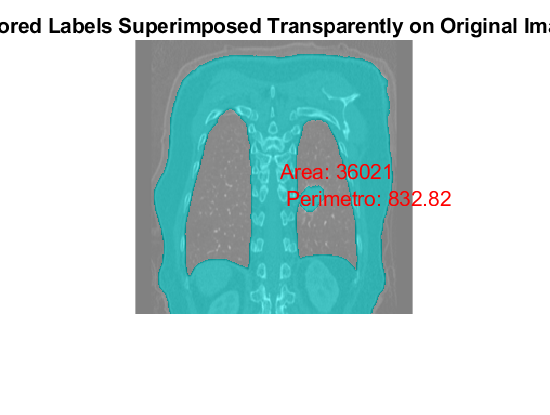 ored Labels Superimposed Transparently on Original Ima
Area: 36021
Perimetro: 832.82